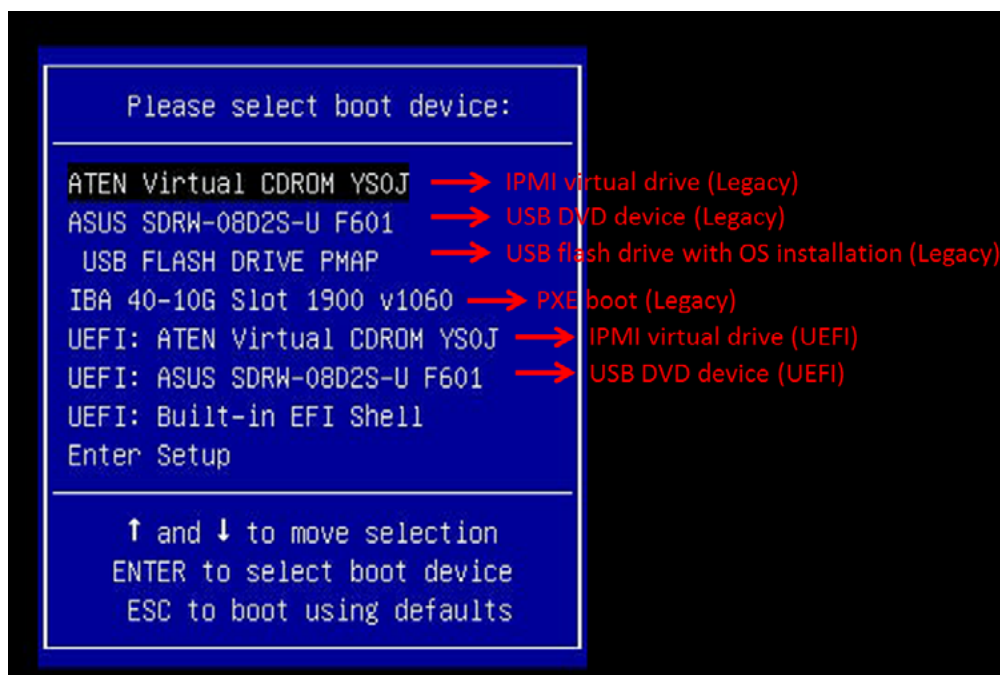 Please select boot device:
ATEN Virtual CDROM YS0J → IPMI virtual drive (Legacy)
ASUS SDRW-08D2S-U F601 → USB DVD device (Legacy)
USB FLASH DRIVE PMAP → USB flash drive with OS installation (Legacy)
IBA 40-10G Slot 1900 v1060 → PXE boot (Legacy)
UEFI: ATEN Virtual CDROM YS0J → IPMI virtual drive (UEFI)
UEFI: ASUS SDRW-08D2S-U F601 → USB DVD device (UEFI)
UEFI: Built-in EFI Shell
Enter Setup
↑ and ↓ to move selection
ENTER to select boot device
ESC to boot using defaults